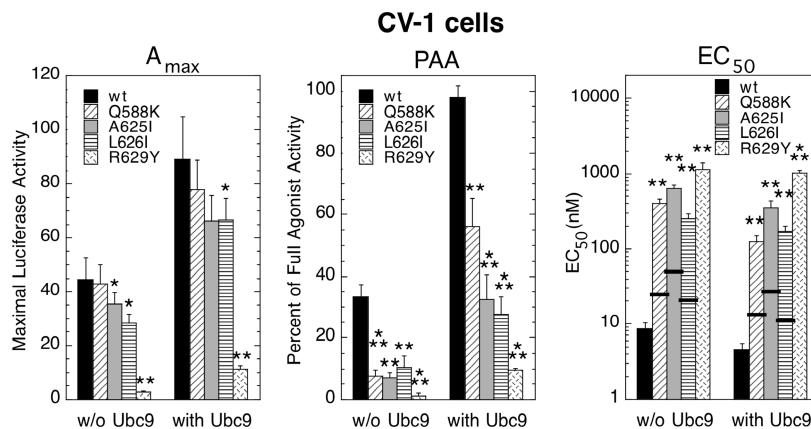 CV-1 cells
A max
Maximal Luciferase Activity
120
100
80
60
40
20
0
wt
Q588K
A625I
L626I
R629Y
*
*
**
*
**
w/o Ubc9
with Ubc9
PAA
Percent of Full Agonist Activity
100
80
60
40
20
0
wt
Q588K
A625I
L626I
R629Y
*
**
**
**
*
**
**
*
**
*
**
*
**
w/o Ubc9
with Ubc9
EC50
EC50(nM)
10000
1000
100
10
1
wt
Q588K
A625I
L626I
R629Y
**
**
**
**
**
*
**
*
**
*
**
w/o Ubc9
with Ubc9